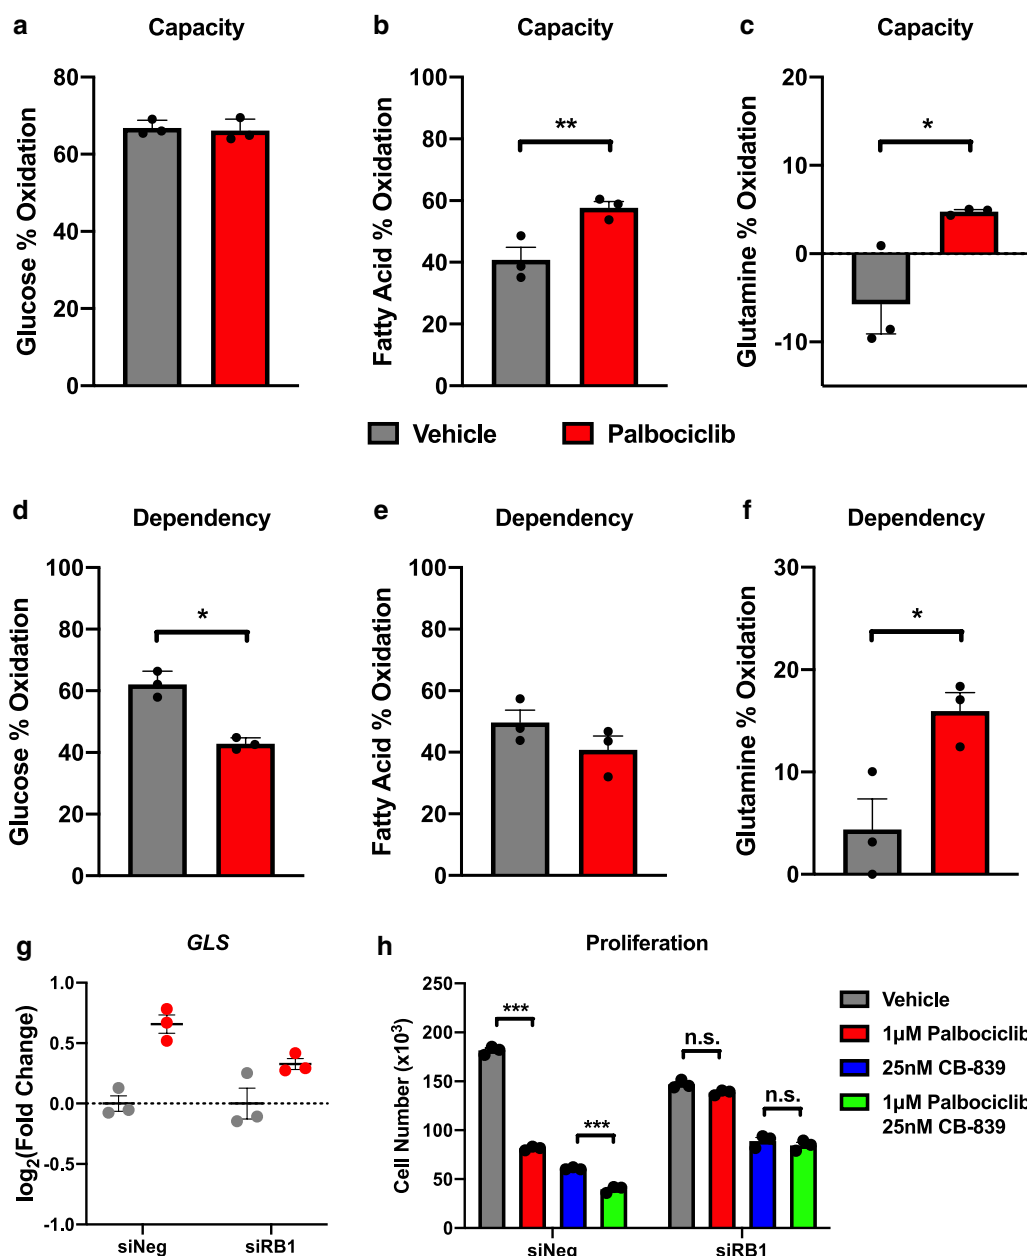 a Capacity
Glucose % Oxidation
80
60
40
20
0
b Capacity
Fatty Acid % Oxidation
100
80
60
40
20
0
**
c Capacity
Glutamine % Oxidation
20
10
0
-10
*
Vehicle
Palbociclib
d Dependency
Glucose % Oxidation
100
80
60
40
20
0
*
e Dependency
Fatty Acid % Oxidation
100
80
60
40
20
0
f Dependency
Glutamine % Oxidation
30
20
10
0
*
g GLS
log2(Fold Change)
1.0
0.5
0.0
-0.5
-1.0
siNeg siRB1
h Proliferation
Cell Number (x10³)
250
200
150
100
50
0
***
***
n.s.
n.s.
siNeg siRB1
Vehicle
1µM Palbociclib
25nM CB-839
1µM Palbociclib
25nM CB-839